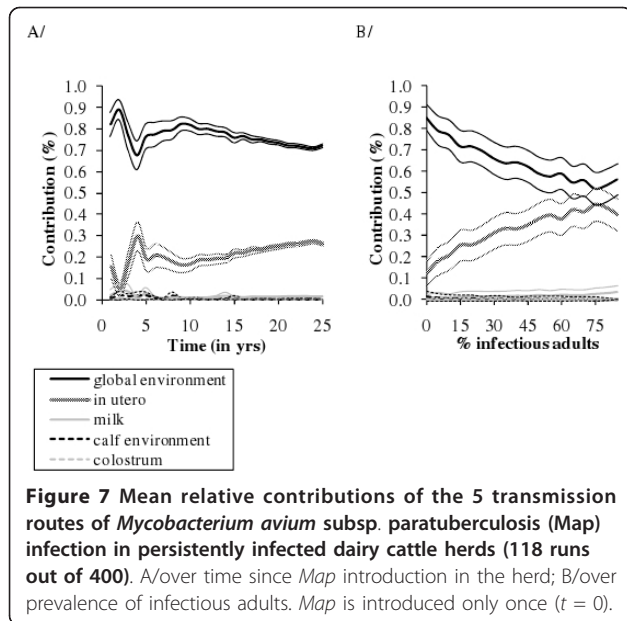 A/
B/
1.0
0.9
0.8
0.7
0.6
0.5
0.4
0.3
0.2
0.1
0.0
Contribution (%)
0 5 10 15 20 25
Time (in yrs)
1.0
0.9
0.8
0.7
0.6
0.5
0.4
0.3
0.2
0.1
0.0
Contribution (%)
0 15 30 45 60 75
% infectious adults
global environment
in utero
milk
calf environment
colostrum
Figure 7 Mean relative contributions of the 5 transmission
routes of Mycobacterium avium subsp. paratuberculosis (Map)
infection in persistently infected dairy cattle herds (118 runs
out of 400). A/over time since Map introduction in the herd; B/over
prevalence of infectious adults. Map is introduced only once (t = 0).